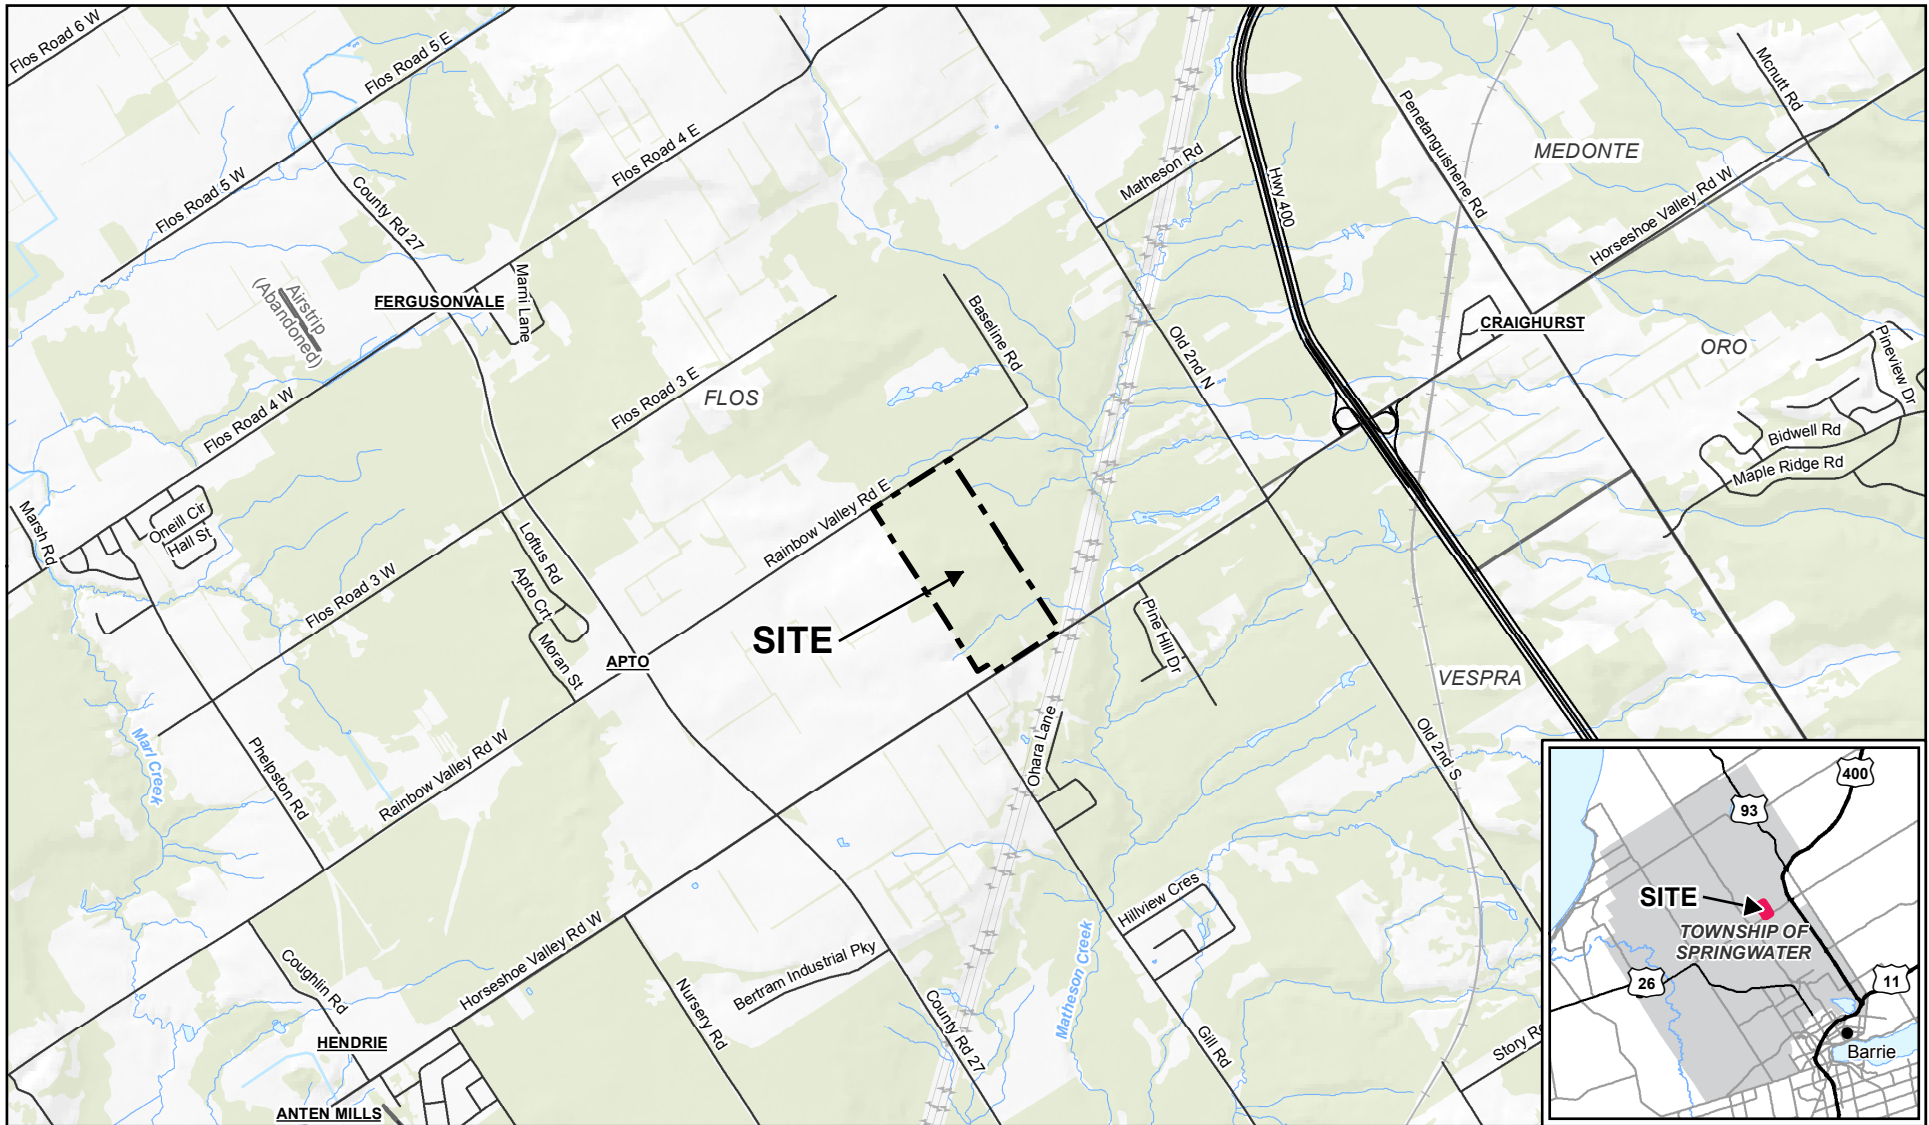 Flos Road 6 W
Flos Road 5 E
Mcnutt Rd
Penetanguishene Rd
MEDONTE
Flos Road 4 E
Matheson Rd
Hwy 400
Flos Road 5 W
County Rd 27
Horseshoe Valley Rd W
Airstrip
(Abandoned)
FERGUSONVALE
Marni Lane
Baseline Rd
Old 2nd N
CRAIGHURST
ORO
Pineview Dr
Flos Road 4 W
Flos Road 3 E
FLOS
Bidwell Rd
Maple Ridge Rd
Marsh Rd
Oneill Cir
Hall St
Loftus Rd
Rainbow Valley Rd E
Flos Road 3 W
Apto Crt
Moran St
SITE
APTO
Pine Hill Dr
VESPRA
Marl Creek
Phelpston Rd
Rainbow Valley Rd W
Ohara Lane
Old 2nd S
Hillview Cres
Coughlin Rd
Horseshoe Valley Rd W
Nursery Rd
Bertram Industrial Pky
County Rd 27
Matheson Creek
Gill Rd
Story R
HENDRIE
ANTEN MILLS
400
93
SITE
TOWNSHIP OF
SPRINGWATER
26
11
Barrie